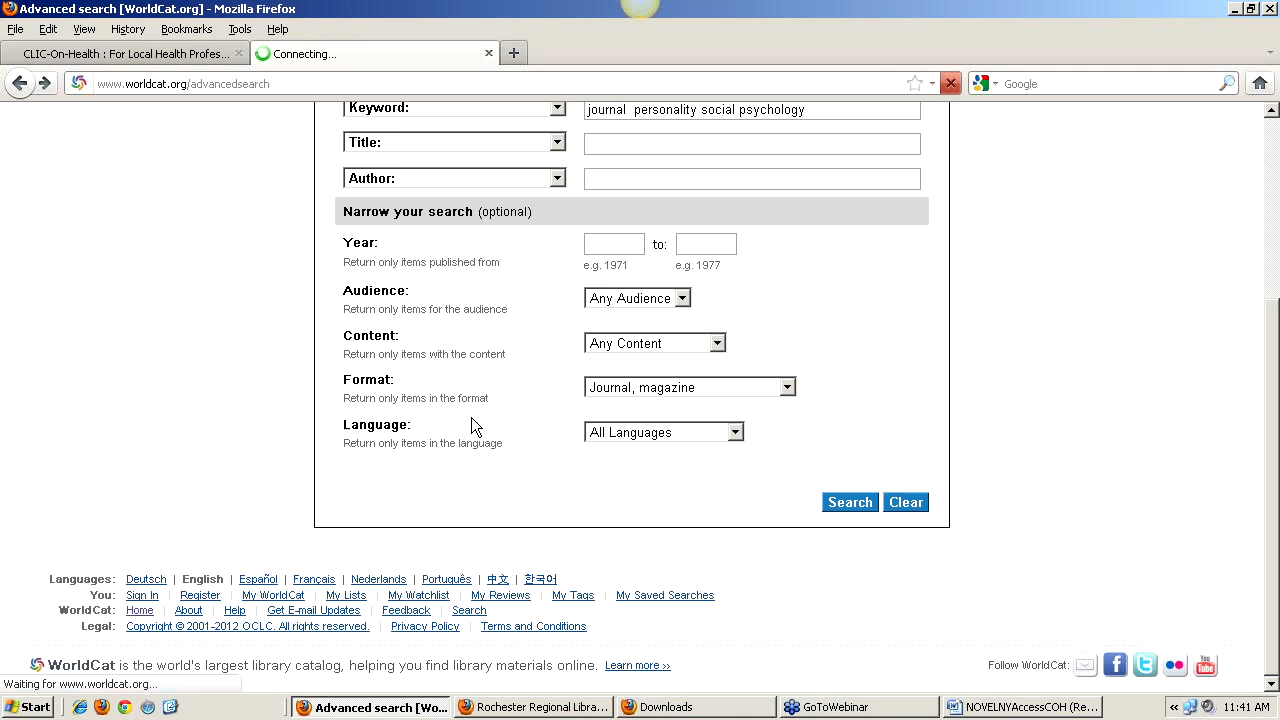 Advanced search [WorldCat.org] - Mozilla Firefox
File Edit View History Bookmarks Tools Help
CLIC-On-Health : For Local Health Profes...
Connecting...
www.worldcat.org/advancedsearch
Google
Keyword: journal personality social psychology
Title:
Author:
Narrow your search (optional)
Year: to:
Return only items published from e.g. 1971 e.g. 1977
Audience: Any Audience
Return only items for the audience
Content: Any Content
Return only items with the content
Format: Journal, magazine
Return only items in the format
Language: All Languages
Return only items in the language
Search Clear
Languages: Deutsch | English | Español | Français | Nederlands | Português | 中文 | 한국어
You: Sign In | Register | My WorldCat | My Lists | My Watchlist | My Reviews | My Tags | My Saved Searches
WorldCat: Home | About | Help | Get E-mail Updates | Feedback | Search
Legal: Copyright © 2001-2012 OCLC. All rights reserved. | Privacy Policy | Terms and Conditions
WorldCat is the world's largest library catalog, helping you find library materials online. Learn more >>
Follow WorldCat: You Tube
Waiting for www.worldcat.org...
Start Advanced search [Wo... Rochester Regional Libra... Downloads GoToWebinar NOVELNYAccessCOH (Re... 11:41 AM